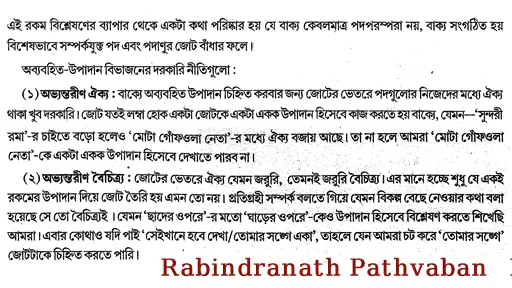 এই রকম বিশ্লেষণের ব্যাপার থেকে একটা কথা পরিষ্কার হয় যে বাক্য কেবলমাত্র পদপরম্পরা নয়, বাক্য সংগঠিত হয়
বিশেষভাবে সম্পর্কযুক্ত পদ এবং পদাণুর জোট বাঁধার ফলে।
অব্যবহিত-উপাদান বিভাজনের দরকারি নীতিগুলো :
(১) অভ্যন্তরীণ ঐক্য : বাক্যে অব্যবহিত উপাদান চিহ্নিত করবার জন্য জোটের ভেতরে পদগুলোর নিজেদের মধ্যে ঐক্য
থাকা খুব দরকারি। জোট যতই লম্বা হোক একটা জোটকে একটা একক উপাদান হিসেবে কাজ করতে হয় বাক্যে, যেমন—'সুন্দরী
রমা'-র চাইতে বড়ো হলেও 'মোটা গোঁফওলা নেতা'-র মধ্যে ঐক্য বজায় আছে। তা না হলে আমরা 'মোটা গোঁফওলা
নেতা'-কে একটা একক উপাদান হিসেবে দেখাতে পারব না।
(২) অভ্যন্তরীণ বৈচিত্র্য : জোটের ভেতরে ঐক্য যেমন জরুরি, তেমনই জরুরি বৈচিত্র্য। এর মানে হচ্ছে শুধু যে একই
রকমের উপাদান দিয়ে জোট তৈরি হয় এমন তো নয়। প্রতিগ্রহী সম্পর্ক বলতে গিয়ে যেমন বিকল্প বেছে নেওয়ার কথা বলা
হয়েছে সে তো বৈচিত্র্যই। যেমন 'ছাদের ওপরে'-র মতো 'ঘাড়ের ওপরে'-কেও উপাদান হিসেবে বিশ্লেষণ করতে শিখেছি
আমরা। এবার কোথাও যদি পাই 'সেইখানে হবে দেখা/তোমার সঙ্গে একা', তাহলে যেন আমরা চট করে 'তোমার সঙ্গে'
জোটটাকে চিহ্নিত করতে পারি।
Rabindranath Pathvaban